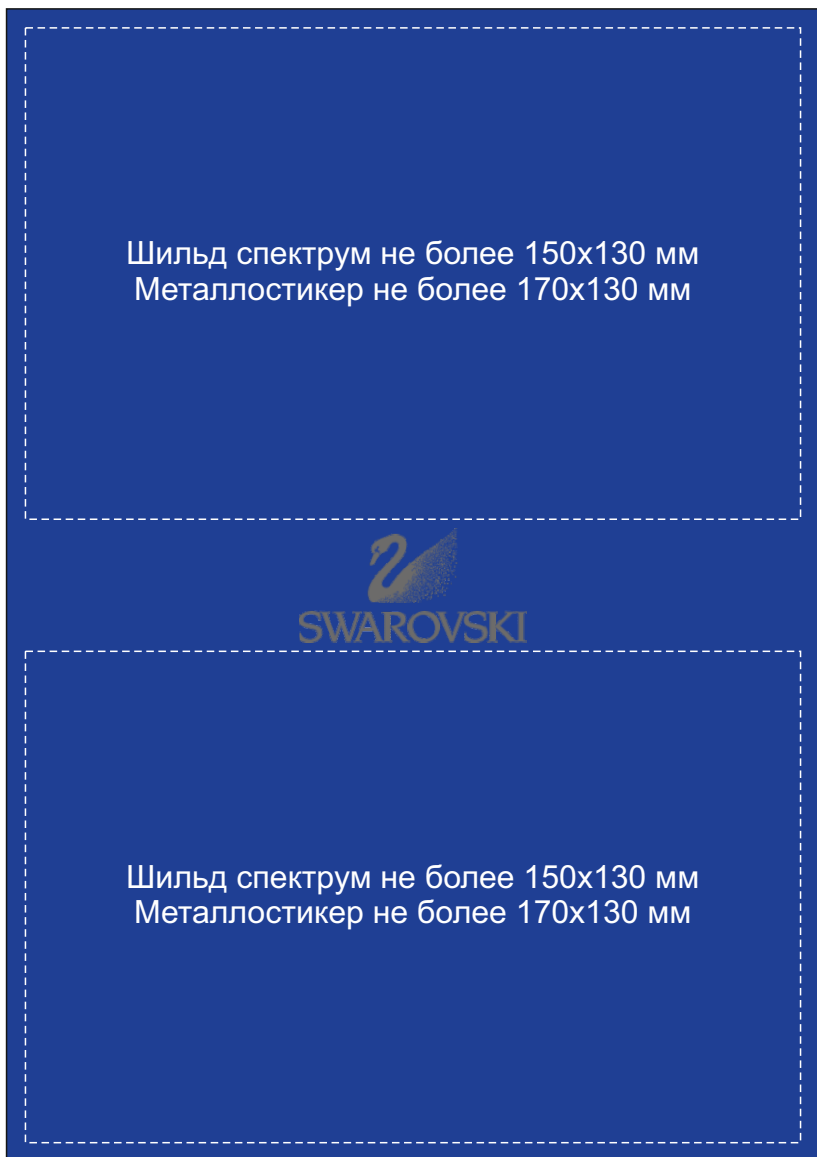 Шильд спектрум не более 150х130 мм
Металлостикер не более 170х130 мм
SWAROVSKI
Шильд спектрум не более 150х130 мм
Металлостикер не более 170х130 мм